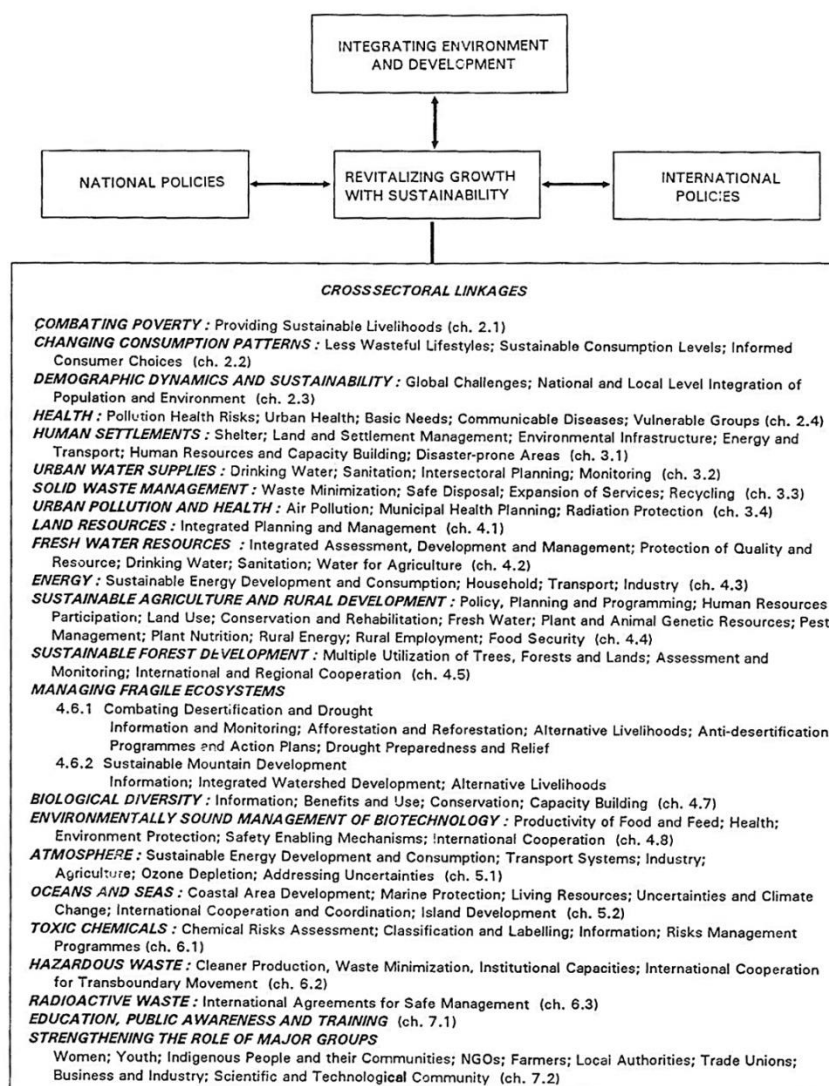 INTEGRATING ENVIRONMENT
AND DEVELOPMENT
NATIONAL POLICIES
REVITALIZING GROWTH
WITH SUSTAINABILITY
INTERNATIONAL
POLICIES
CROSSSECTORAL LINKAGES
COMBATING POVERTY : Providing Sustainable Livelihoods (ch. 2.1)
CHANGING CONSUMPTION PATTERNS : Less Wasteful Lifestyles; Sustainable Consumption Levels; Informed
Consumer Choices (ch. 2.2)
DEMOGRAPHIC DYNAMICS AND SUSTAINABILITY : Global Challenges; National and Local Level Integration of
Population and Environment (ch. 2.3)
HEALTH : Pollution Health Risks; Urban Health; Basic Needs; Communicable Diseases; Vulnerable Groups (ch. 2.4)
HUMAN SETTLEMENTS : Shelter; Land and Settlement Management; Environmental Infrastructure; Energy and
Transport; Human Resources and Capacity Building; Disaster-prone Areas (ch. 3.1)
URBAN WATER SUPPLIES : Drinking Water; Sanitation; Intersectoral Planning; Monitoring (ch. 3.2)
SOLID WASTE MANAGEMENT : Waste Minimization; Safe Disposal; Expansion of Services; Recycling (ch. 3.3)
URBAN POLLUTION AND HEALTH : Air Pollution; Municipal Health Planning; Radiation Protection (ch. 3.4)
LAND RESOURCES : Integrated Planning and Management (ch. 4.1)
FRESH WATER RESOURCES : Integrated Assessment, Development and Management; Protection of Quality and
Resource; Drinking Water; Sanitation; Water for Agriculture (ch. 4.2)
ENERGY : Sustainable Energy Development and Consumption; Household; Transport; Industry (ch. 4.3)
SUSTAINABLE AGRICULTURE AND RURAL DEVELOPMENT : Policy, Planning and Programming; Human Resources
Participation; Land Use; Conservation and Rehabilitation; Fresh Water; Plant and Animal Genetic Resources; Pest
Management; Plant Nutrition; Rural Energy; Rural Employment; Food Security (ch. 4.4)
SUSTAINABLE FOREST DEVELOPMENT : Multiple Utilization of Trees, Forests and Lands; Assessment and
Monitoring; International and Regional Cooperation (ch. 4.5)
MANAGING FRAGILE ECOSYSTEMS
4.6.1 Combating Desertification and Drought
Information and Monitoring; Afforestation and Reforestation; Alternative Livelihoods; Anti-desertification
Programmes and Action Plans; Drought Preparedness and Relief
4.6.2 Sustainable Mountain Development
Information; Integrated Watershed Development; Alternative Livelihoods
BIOLOGICAL DIVERSITY : Information; Benefits and Use; Conservation; Capacity Building (ch. 4.7)
ENVIRONMENTALLY SOUND MANAGEMENT OF BIOTECHNOLOGY : Productivity of Food and Feed; Health;
Environment Protection; Safety Enabling Mechanisms; International Cooperation (ch. 4.8)
ATMOSPHERE : Sustainable Energy Development and Consumption; Transport Systems; Industry;
Agriculture; Ozone Depletion; Addressing Uncertainties (ch. 5.1)
OCEANS AND SEAS : Coastal Area Development; Marine Protection; Living Resources; Uncertainties and Climate
Change; International Cooperation and Coordination; Island Development (ch. 5.2)
TOXIC CHEMICALS : Chemical Risks Assessment; Classification and Labelling; Information; Risks Management
Programmes (ch. 6.1)
HAZARDOUS WASTE : Cleaner Production, Waste Minimization, Institutional Capacities; International Cooperation
for Transboundary Movement (ch. 6.2)
RADIOACTIVE WASTE : International Agreements for Safe Management (ch. 6.3)
EDUCATION, PUBLIC AWARENESS AND TRAINING (ch. 7.1)
STRENGTHENING THE ROLE OF MAJOR GROUPS
Women; Youth; Indigenous People and their Communities; NGOs; Farmers; Local Authorities; Trade Unions;
Business and Industry; Scientific and Technological Community (ch. 7.2)